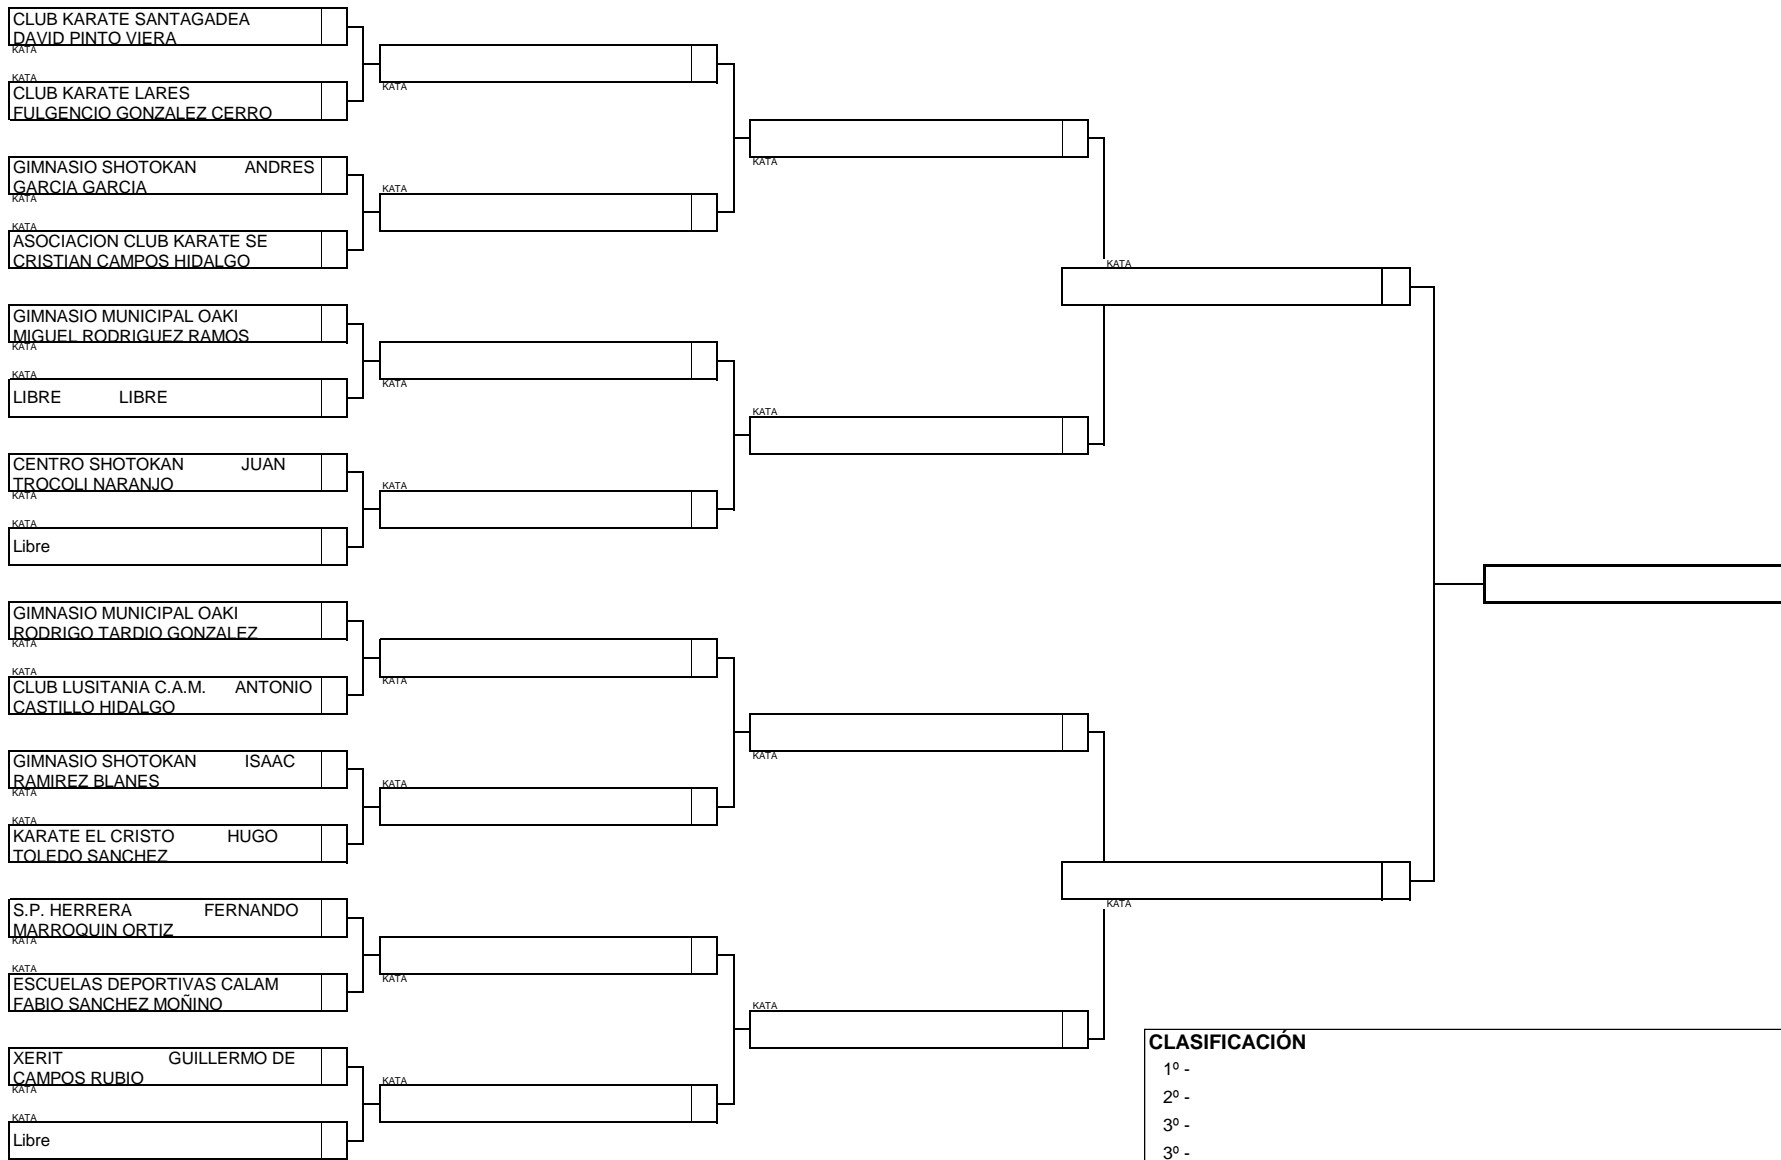 CLUB KARATE SANTAGADEA
DAVID PINTO VIERA
KATA
KATA
CLUB KARATE LARES
FULGENCIO GONZALEZ CERRO
GIMNASIO SHOTOKAN ANDRES
GARCIA GARCIA
KATA
KATA
ASOCIACION CLUB KARATE SE
CRISTIAN CAMPOS HIDALGO
GIMNASIO MUNICIPAL OAKI
MIGUEL RODRIGUEZ RAMOS
KATA
KATA
LIBRE LIBRE
CENTRO SHOTOKAN JUAN
TROCOLI NARANJO
KATA
KATA
Libre
GIMNASIO MUNICIPAL OAKI
RODRIGO TARDIO GONZALEZ
KATA
KATA
CLUB LUSITANIA C.A.M. ANTONIO
CASTILLO HIDALGO
GIMNASIO SHOTOKAN ISAAC
RAMIREZ BLANES
KATA
KATA
KARATE EL CRISTO HUGO
TOLEDO SANCHEZ
S.P. HERRERA FERNANDO
MARROQUIN ORTIZ
KATA
KATA
ESCUELAS DEPORTIVAS CALAM
FABIO SANCHEZ MOÑINO
XERIT GUILLERMO DE
CAMPOS RUBIO
KATA
KATA
Libre
KATA
KATA
KATA
KATA
KATA
KATA
KATA
KATA
KATA
KATA
KATA
KATA
KATA
KATA
CLASIFICACIÓN
1º -
2º -
3º -
3º -